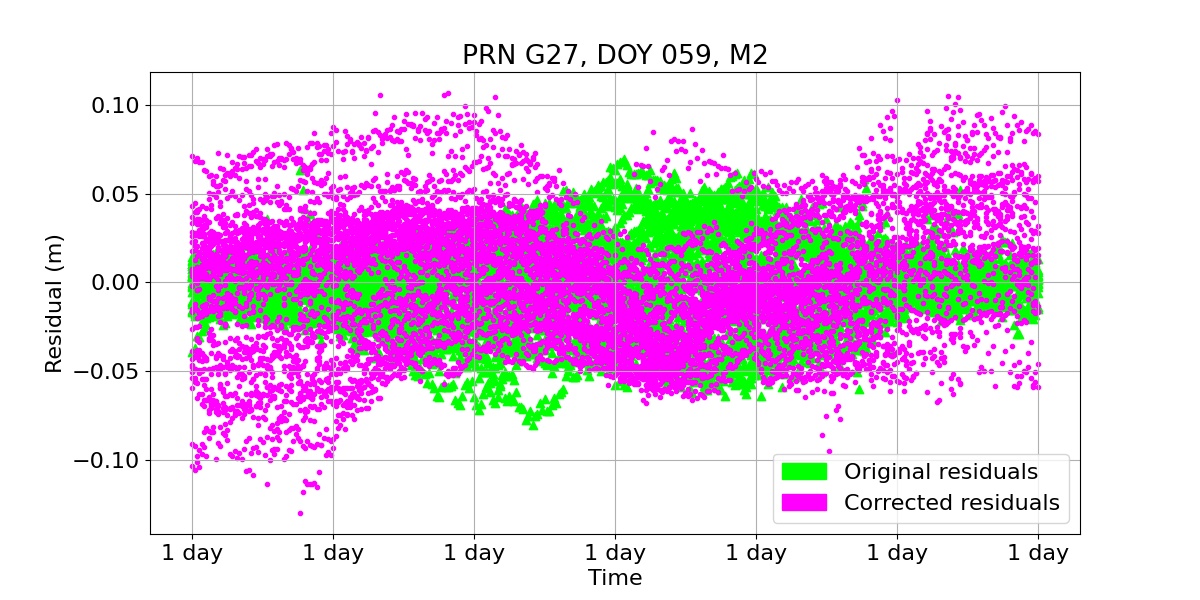 PRN G27, DOY 059, M2
0.10
0.05
0.00
−0.05
−0.10
Residual (m)
Original residuals
Corrected residuals
1 day 1 day 1 day 1 day 1 day 1 day 1 day
Time